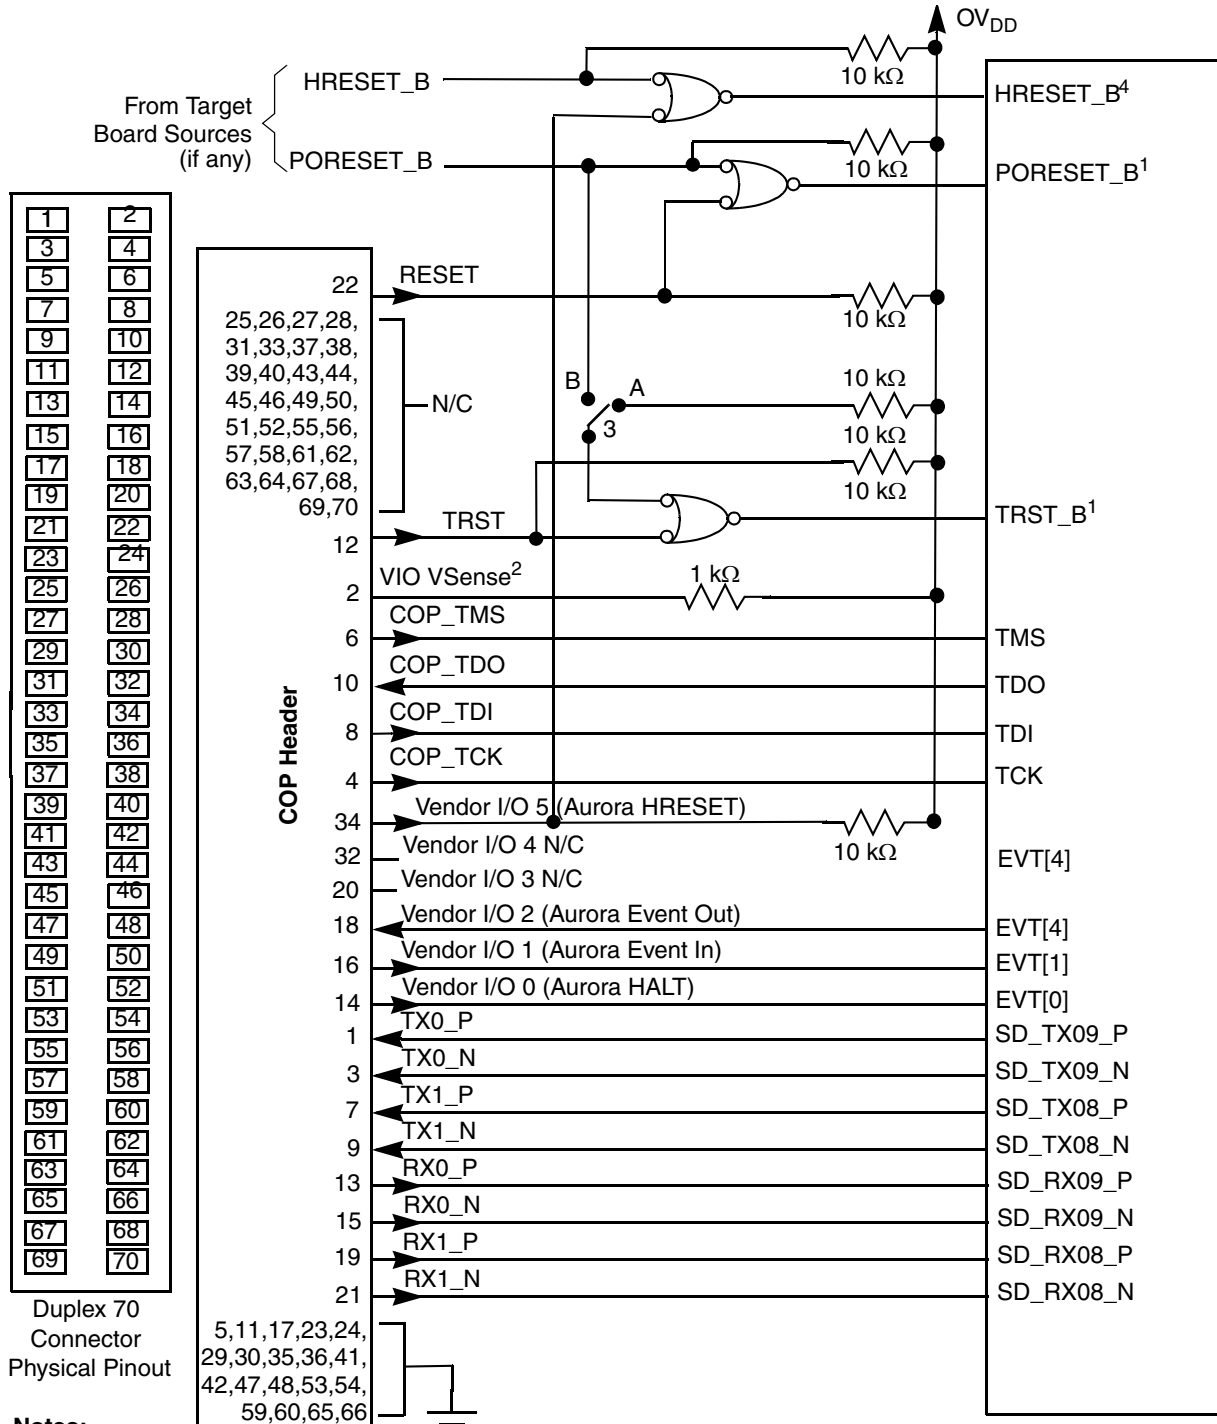 OV_DD
10 kΩ
HRESET_B
From Target
Board Sources
(if any)
PORESET_B
HRESET_B⁴
10 kΩ
PORESET_B¹
1 2
3 4
5 6
7 8
9 10
11 12
13 14
15 16
17 18
19 20
21 22
23 24
25 26
27 28
29 30
31 32
33 34
35 36
37 38
39 40
41 42
43 44
45 46
47 48
49 50
51 52
53 54
55 56
57 58
59 60
61 62
63 64
65 66
67 68
69 70
Duplex 70
Connector
Physical Pinout
COP Header
22 RESET
10 kΩ
25,26,27,28,
31,33,37,38,
39,40,43,44,
45,46,49,50,
51,52,55,56,
57,58,61,62,
63,64,67,68,
69,70
N/C
B A
3
10 kΩ
10 kΩ
10 kΩ
12 TRST
TRST_B¹
2 VIO VSense²
1 kΩ
6 COP_TMS
TMS
10 COP_TDO
TDO
8 COP_TDI
TDI
4 COP_TCK
TCK
34 Vendor I/O 5 (Aurora HRESET)
10 kΩ
32 Vendor I/O 4 N/C
EVT[4]
20 Vendor I/O 3 N/C
18 Vendor I/O 2 (Aurora Event Out)
EVT[4]
16 Vendor I/O 1 (Aurora Event In)
EVT[1]
14 Vendor I/O 0 (Aurora HALT)
EVT[0]
1 TX0_P
SD_TX09_P
3 TX0_N
SD_TX09_N
7 TX1_P
SD_TX08_P
9 TX1_N
SD_TX08_N
13 RX0_P
SD_RX09_P
15 RX0_N
SD_RX09_N
19 RX1_P
SD_RX08_P
21 RX1_N
SD_RX08_N
5,11,17,23,24,
29,30,35,36,41,
42,47,48,53,54,
59,60,65,66
Notes: